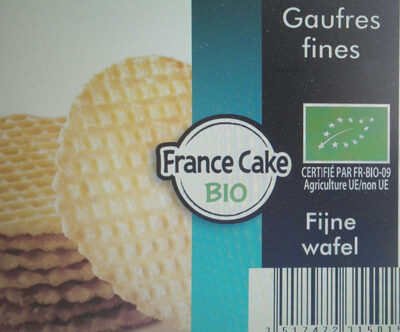 Gaufres
fines
France Cake
BIO
CERTIFIÉ PAR FR-BIO-09
Agriculture UE/non UE
Fijne
wafel